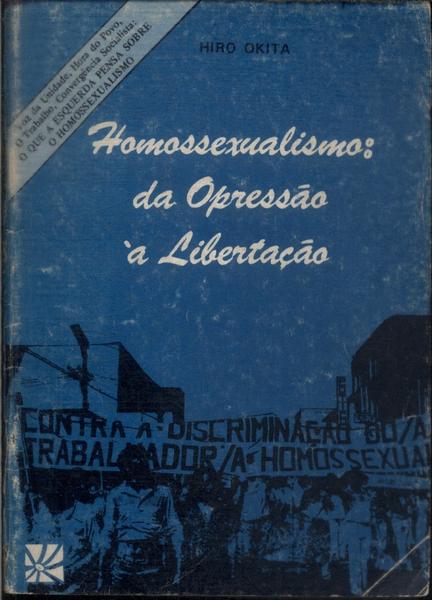 Voz da Unidade, Hora do Povo,
O Trabalho, Convergência Socialista:
O QUE A ESQUERDA PENSA SOBRE
O HOMOSSEXUALISMO
HIRO OKITA
Homossexualismo:
da Opressão
à Libertação
CONTRA A DISCRIMINAÇÃO DO/A
TRABALHADOR/A HOMOSSEXUA